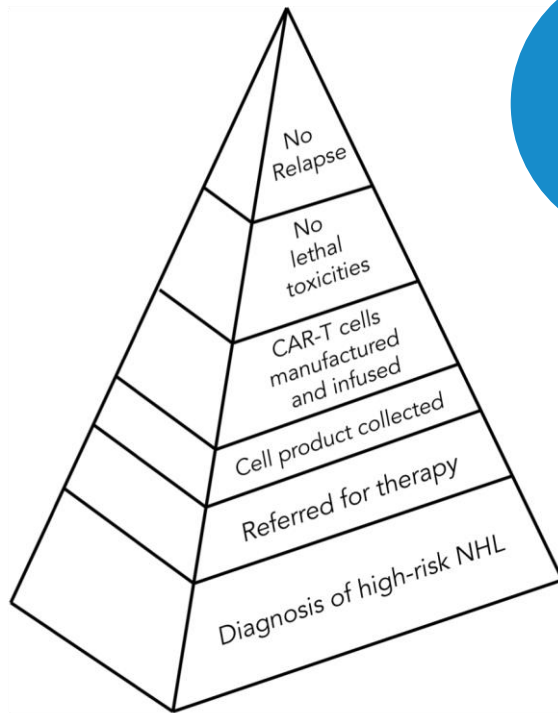 No
Relapse
No
lethal
toxicities
CAR-T cells
manufactured
and infused
Cell product collected
Referred for therapy
Diagnosis of high-risk NHL